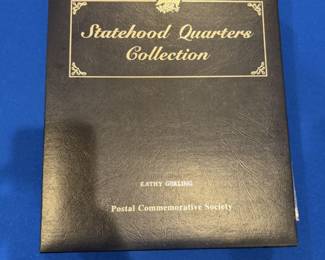 Statehood Quarters
Collection
KATHY GIRLING
Postal Commemorative Society